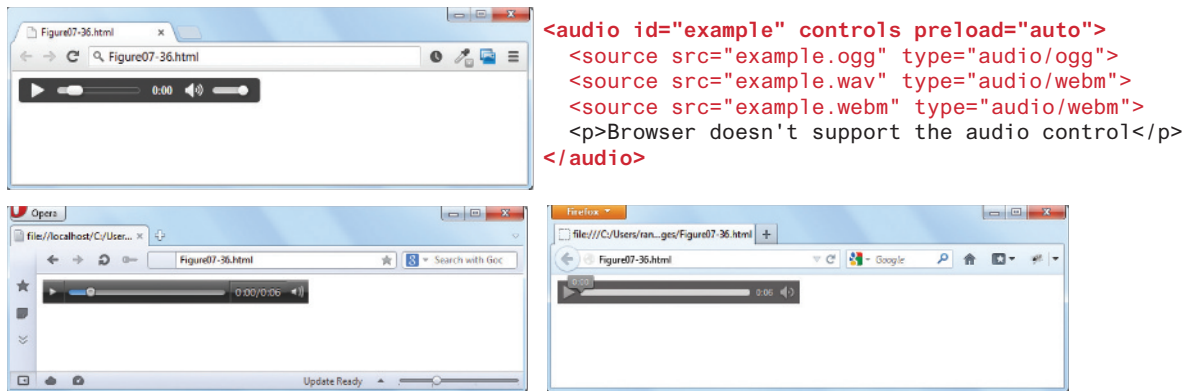 Figure07-36.html
Figure07-36.html
0:00
<audio id="example" controls preload="auto">
<source src="example.ogg" type="audio/ogg">
<source src="example.wav" type="audio/webm">
<source src="example.webm" type="audio/webm">
<p>Browser doesn't support the audio control</p>
</audio>
Opera
file://localhost/C:/User...
Figure07-36.html
Search with Goc
0:00/0:06
Update Ready
Firefox
file:///C:/Users/ran...ges/Figure07-36.html
Figure07-36.html
Google
0:00
0:06